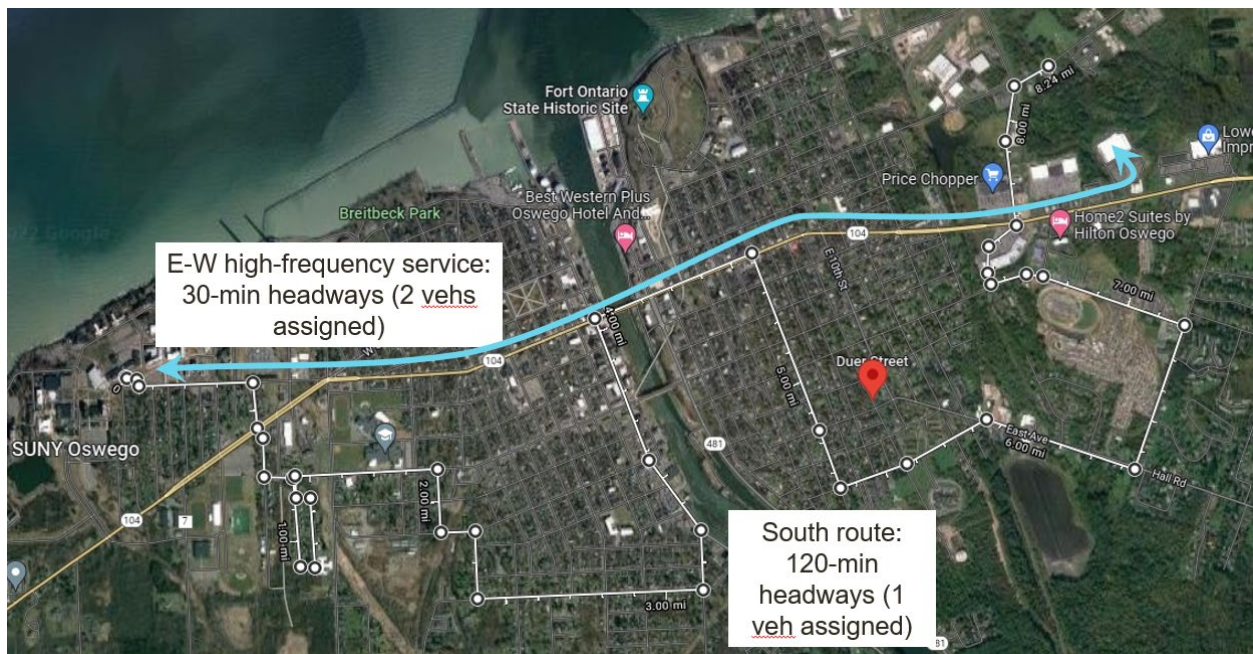 Fort Ontario
State Historic Site
8.24 mi
8.00 mi
Price Chopper
Best Western Plus
Oswego Hotel And...
Breitbeck Park
Home2 Suites by
Hilton Oswego
104
E 10th St
E-W high-frequency service:
30-min headways (2 vehs
assigned)
4.00 mi
104
7.00 mi
0
Duer Street
5.00 mi
SUNY Oswego
481
East Ave
6.00 mi
Hall Rd
2.00 mi
104
7
1.00 mi
South route:
120-min
headways (1
veh assigned)
3.00 mi